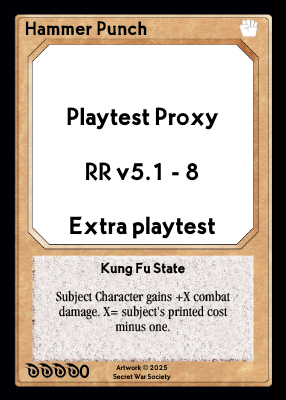 Hammer Punch
Playtest Proxy
RR v5.1 - 8
Extra playtest
Kung Fu State
Subject Character gains +X combat
damage. X= subject's printed cost
minus one.
Artwork © 2025
Secret War Society